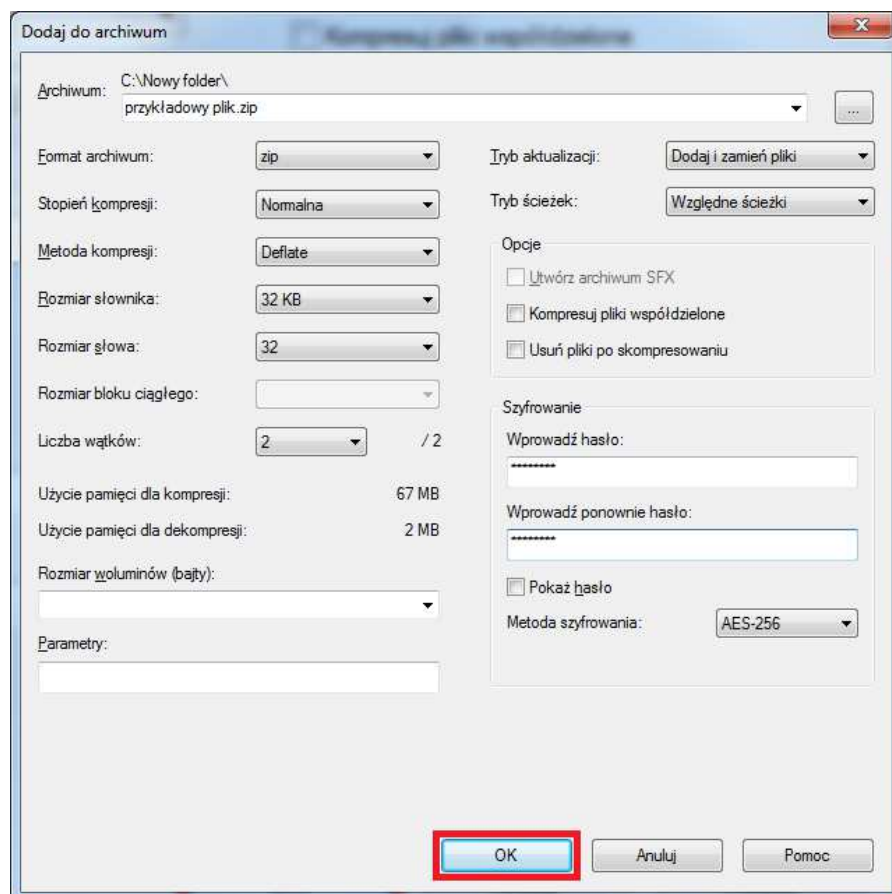 Dodaj do archiwum
Kompresuj pliki współdzielone
Archiwum:
C:\Nowy folder\
przykładowy plik.zip
...
Format archiwum: zip
Stopień kompresji: Normalna
Metoda kompresji: Deflate
Rozmiar słownika: 32 KB
Rozmiar słowa: 32
Rozmiar bloku ciągłego:
Liczba wątków: 2 / 2
Użycie pamięci dla kompresji: 67 MB
Użycie pamięci dla dekompresji: 2 MB
Rozmiar woluminów (bajty):
Parametry:
Tryb aktualizacji: Dodaj i zamień pliki
Tryb ścieżek: Względne ścieżki
Opcje
Utwórz archiwum SFX
Kompresuj pliki współdzielone
Usuń pliki po skompresowaniu
Szyfrowanie
Wprowadź hasło:
********
Wprowadź ponownie hasło:
********
Pokaż hasło
Metoda szyfrowania: AES-256
OK Anuluj Pomoc